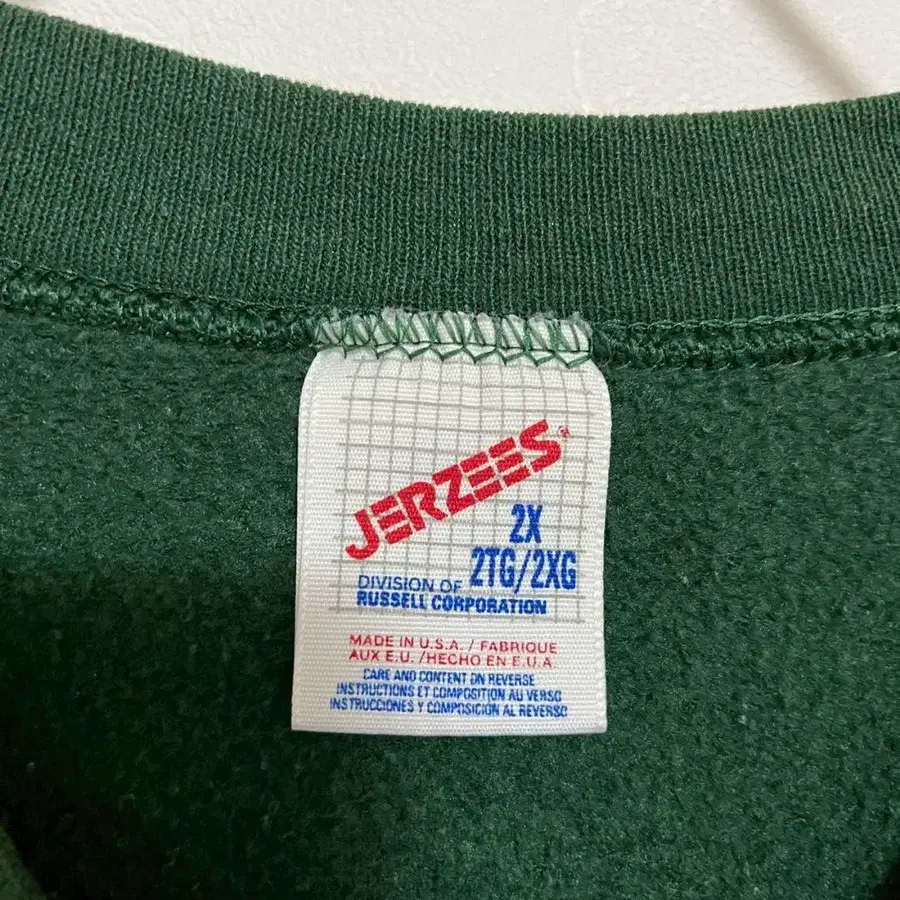 JERZEES®
2X
2TG/2XG
DIVISION OF
RUSSELL CORPORATION
MADE IN U.S.A. / FABRIQUE
AUX E.U. /HECHO EN E.U.A
CARE AND CONTENT ON REVERSE
INSTRUCTIONS ET COMPOSITION AU VERSO
INSTRUCCIONES Y COMPOSICION AL REVERSO